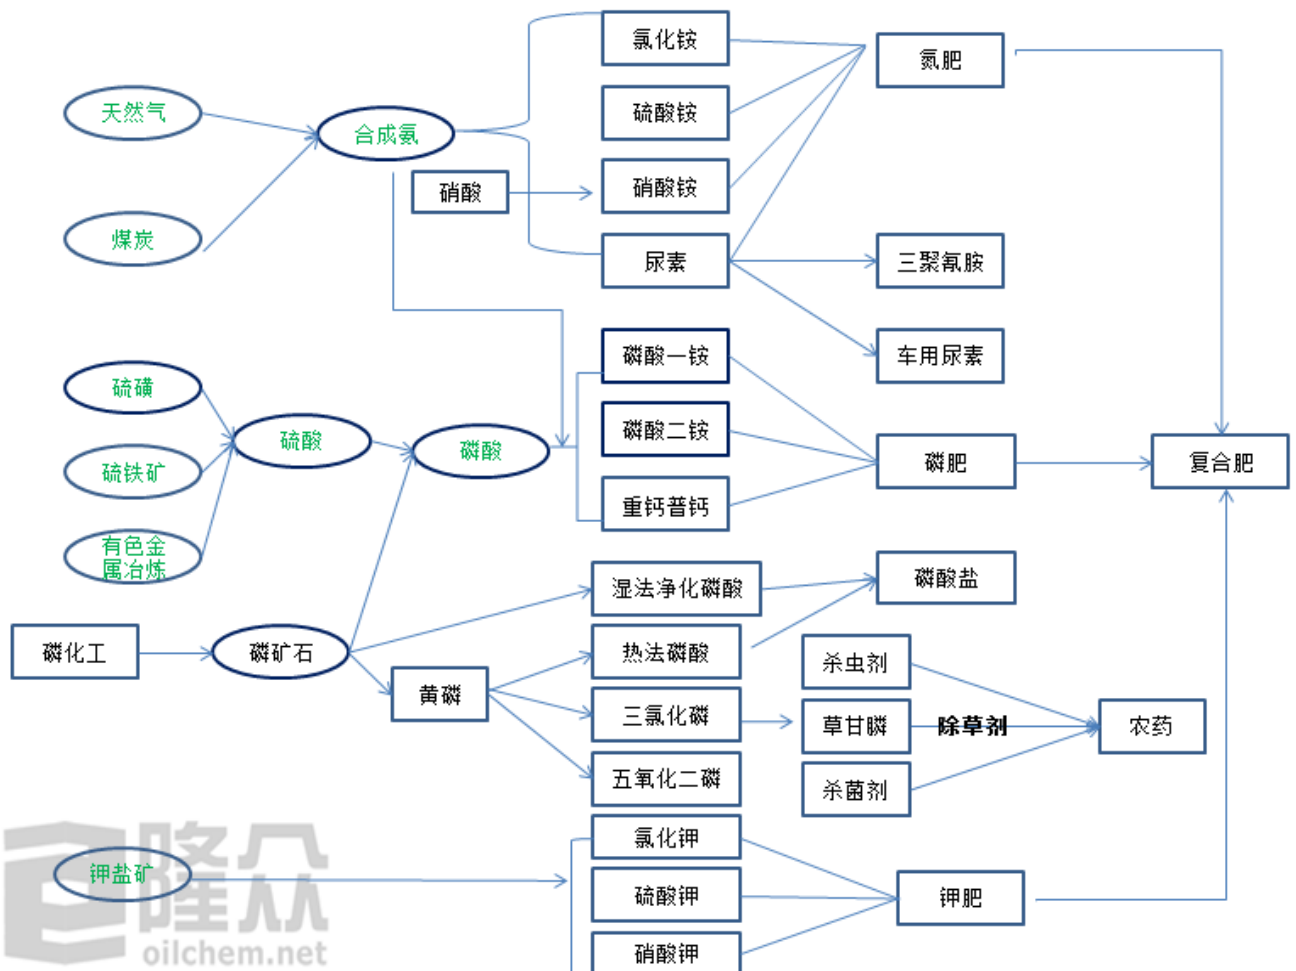 氯化铵
氮肥
天然气
硫酸铵
合成氨
硝酸
硝酸铵
煤炭
尿素
三聚氰胺
磷酸一铵
车用尿素
硫磺
硫酸
磷酸
磷酸二铵
磷肥
复合肥
硫铁矿
重钙普钙
有色金
属冶炼
湿法净化磷酸
磷酸盐
磷化工
磷矿石
热法磷酸
杀虫剂
黄磷
三氯化磷
草甘膦
除草剂
农药
五氧化二磷
杀菌剂
氯化钾
钾盐矿
硫酸钾
钾肥
硝酸钾
隆众
oilchem.net